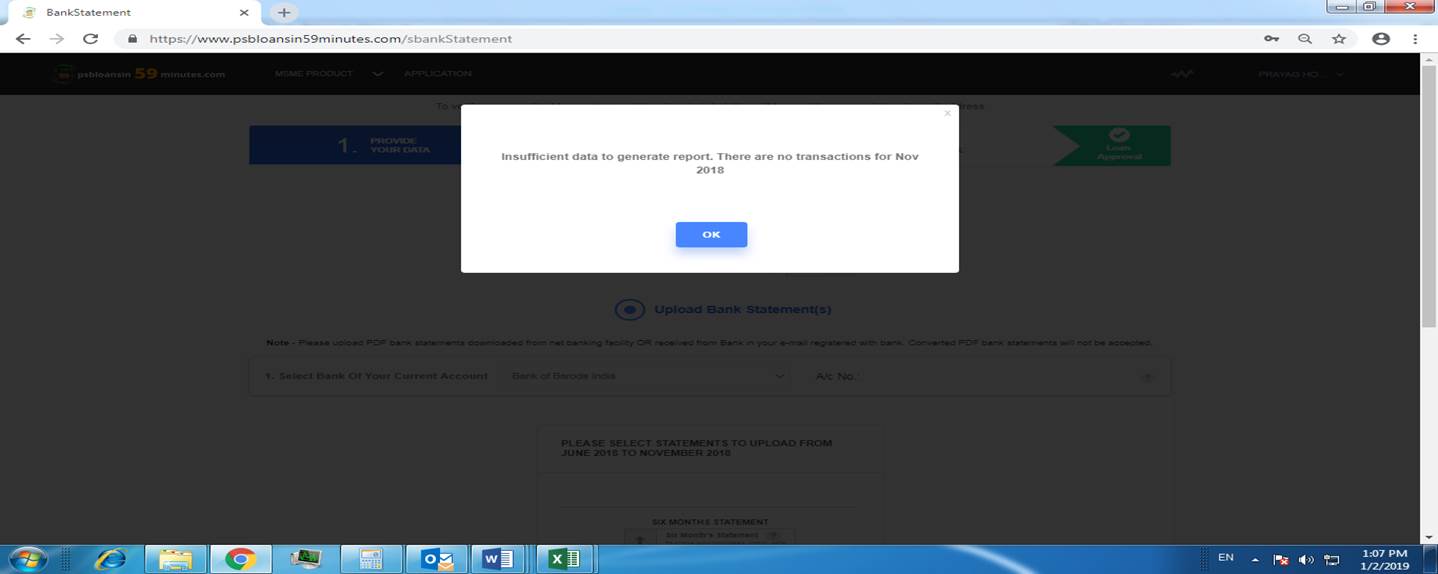 BankStatement
https://www.psbloansin59minutes.com/sbankStatement
psbloansin 59 minutes.com MSME PRODUCT APPLICATION PRAYAG HO...
1. PROVIDE
YOUR DATA
Loan
Approval
Insufficient data to generate report. There are no transactions for Nov
2018
OK
Upload Bank Statement(s)
Note - Please upload PDF bank statements downloaded from net banking facility OR received from Bank in your e-mail registered with bank. Converted PDF bank statements will not be accepted.
1. Select Bank Of Your Current Account Bank of Baroda India A/c No.
PLEASE SELECT STATEMENTS TO UPLOAD FROM
JUNE 2018 TO NOVEMBER 2018
SIX MONTHS STATEMENT
Six Month's Statement
EN
1:07 PM
1/2/2019